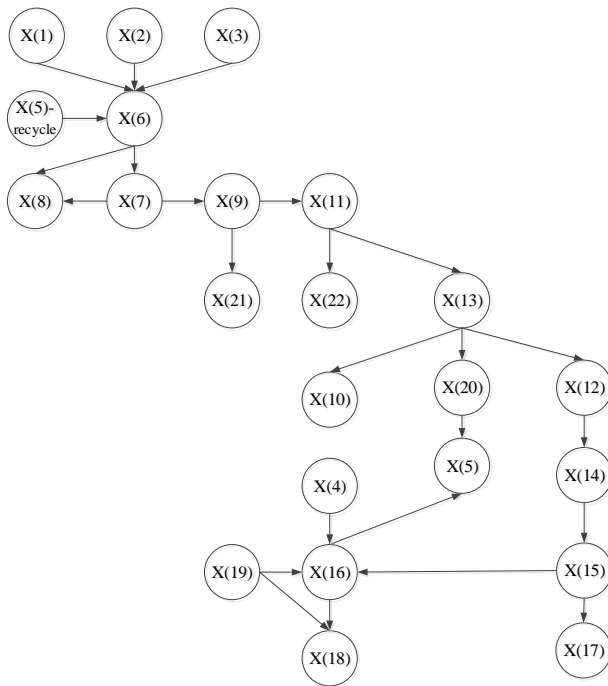 X(1)
X(2)
X(3)
X(5)-
recycle
X(6)
X(8)
X(7)
X(9)
X(11)
X(21)
X(22)
X(13)
X(10)
X(20)
X(12)
X(5)
X(4)
X(14)
X(19)
X(16)
X(15)
X(18)
X(17)